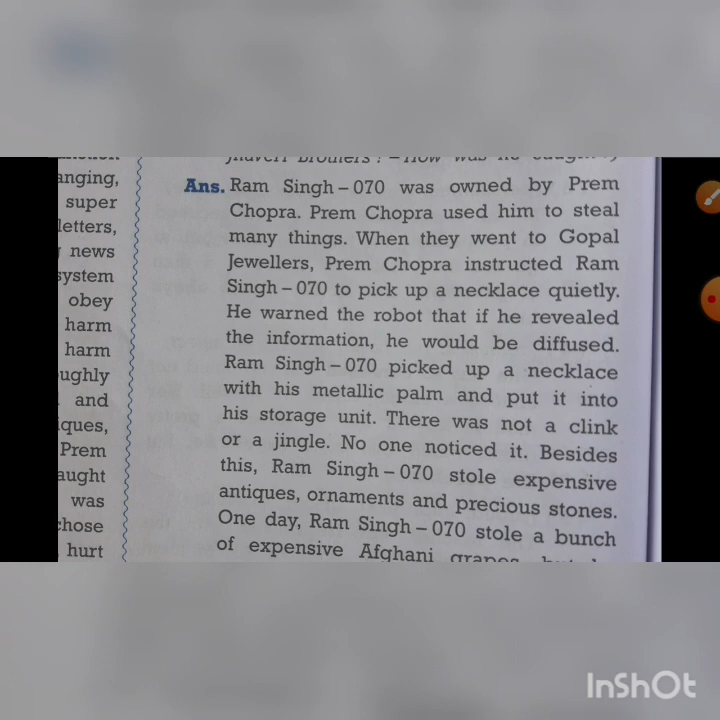 anging,
super
letters,
news
system
obey
harm
harm
oughly
and
iques,
Prem
aught
was
chose
hurt
Ans. Ram Singh – 070 was owned by Prem
Chopra. Prem Chopra used him to steal
many things. When they went to Gopal
Jewellers, Prem Chopra instructed Ram
Singh – 070 to pick up a necklace quietly.
He warned the robot that if he revealed
the information, he would be diffused.
Ram Singh – 070 picked up a necklace
with his metallic palm and put it into
his storage unit. There was not a clink
or a jingle. No one noticed it. Besides
this, Ram Singh – 070 stole expensive
antiques, ornaments and precious stones.
One day, Ram Singh – 070 stole a bunch
of expensive Afghani grapes,
InShOt